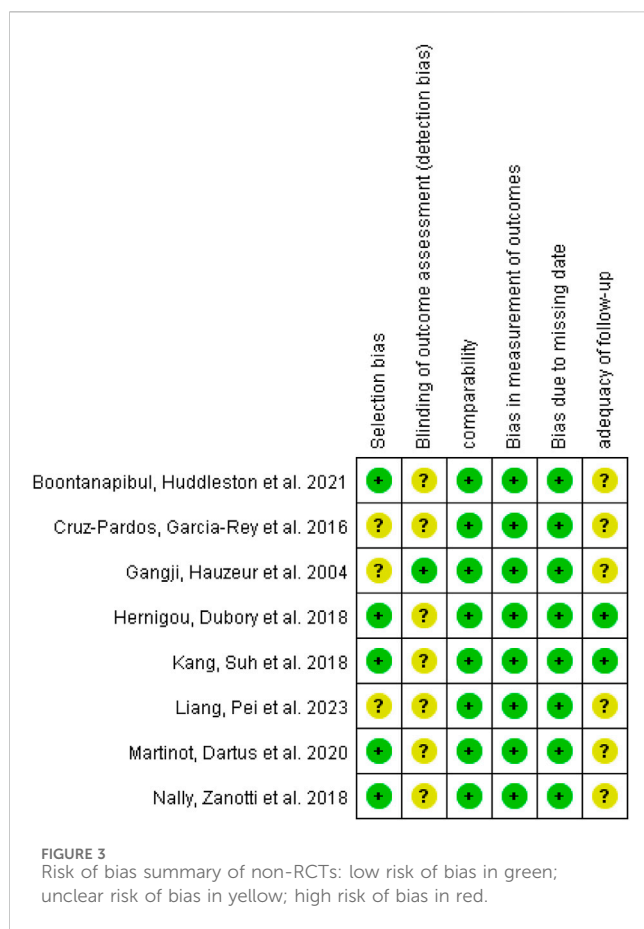 Selection bias
Blinding of outcome assessment (detection bias)
comparability
Bias in measurement of outcomes
Bias due to missing date
adequacy of follow-up
Boontanapibul, Huddleston et al. 2021 + ? + + + ?
Cruz-Pardos, Garcia-Rey et al. 2016 ? ? + + + ?
Gangji, Hauzeur et al. 2004 ? + + + + ?
Hernigou, Dubory et al. 2018 + ? + + + +
Kang, Suh et al. 2018 + ? + + + +
Liang, Pei et al. 2023 ? ? + + + ?
Martinot, Dartus et al. 2020 + ? + + + ?
Nally, Zanotti et al. 2018 + ? + + + ?
FIGURE 3
Risk of bias summary of non-RCTs: low risk of bias in green;
unclear risk of bias in yellow; high risk of bias in red.